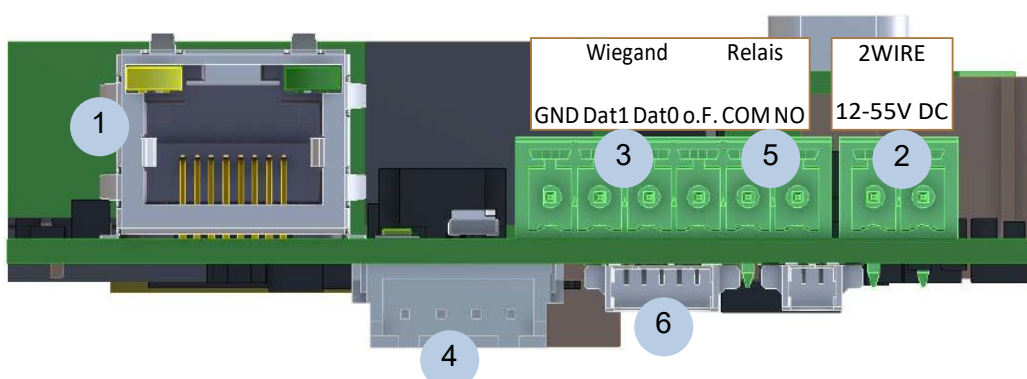 Wiegand Relais
GND Dat1 Dat0 o.F. COM NO
2WIRE
12-55V DC
1
3
5
2
4
6